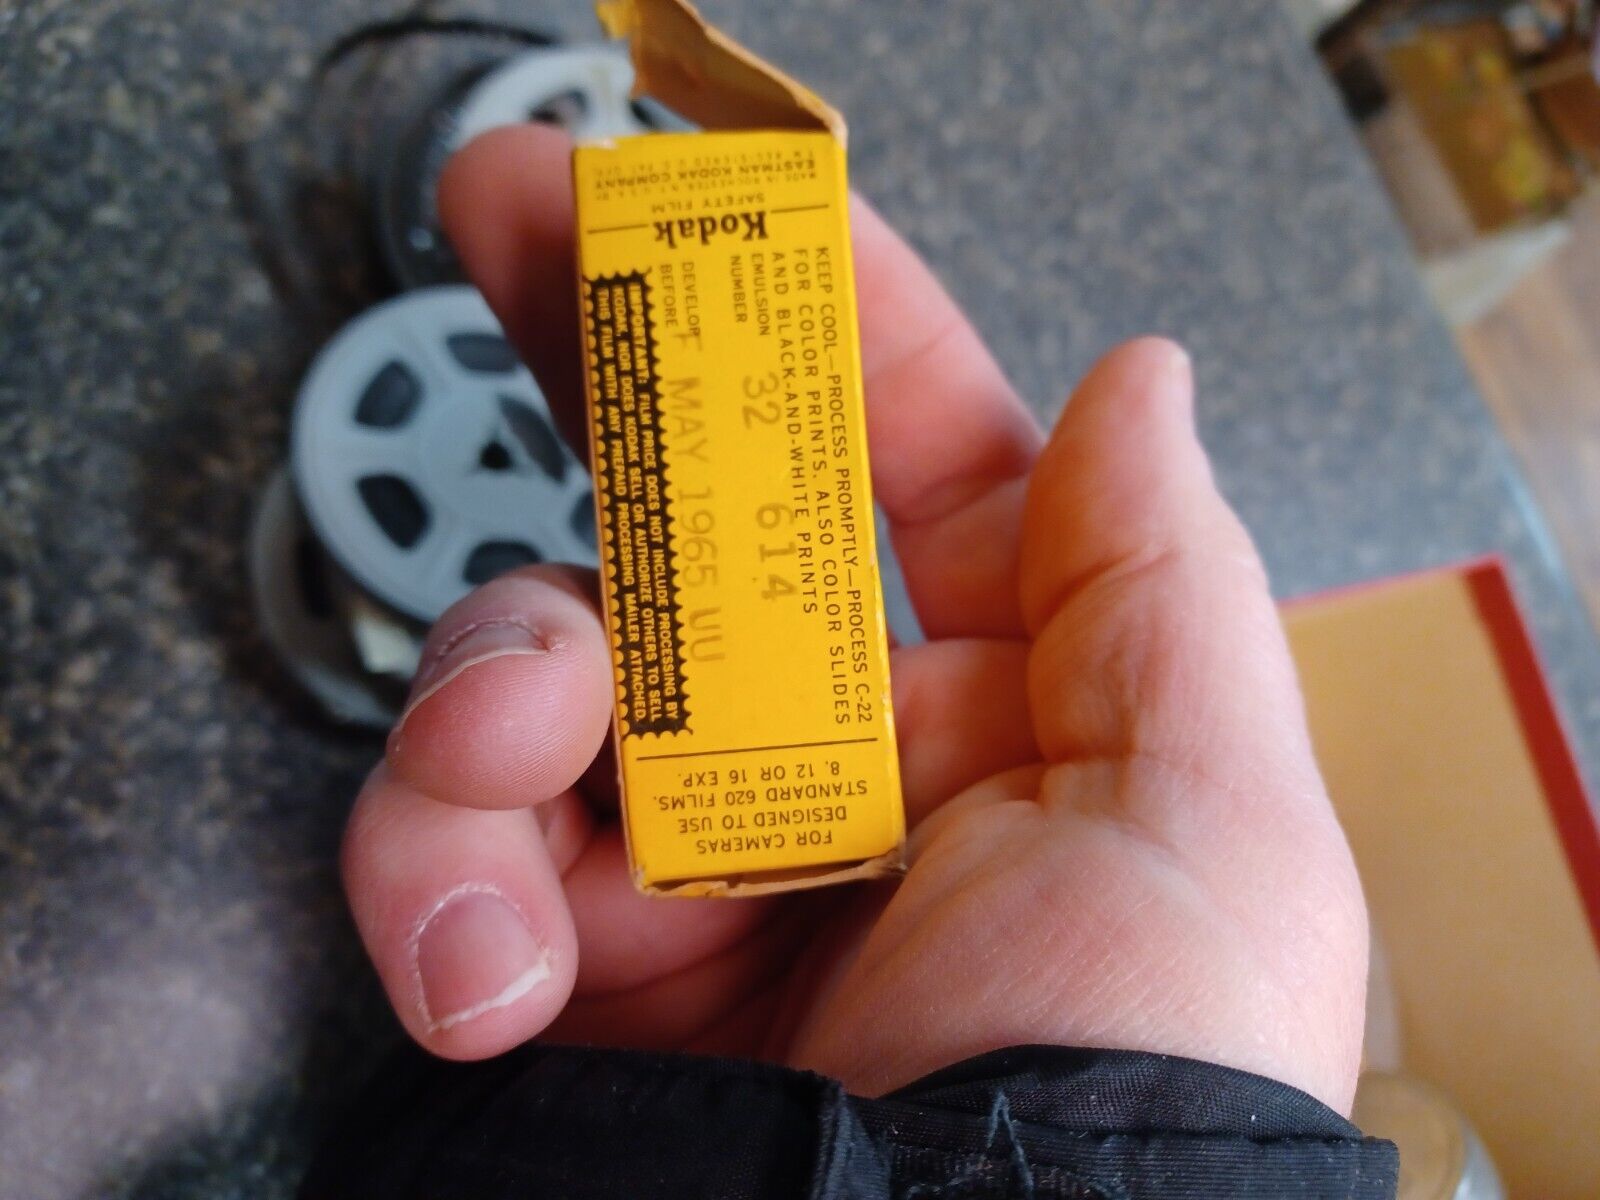 KEEP COOL—PROCESS PROMPTLY—PROCESS C-22
FOR COLOR PRINTS. ALSO COLOR SLIDES
AND BLACK-AND-WHITE PRINTS
EMULSION
NUMBER
32 614
DEVELOP
BEFORE
F MAY 1965 UU
IMPORTANT: FILM PRICE DOES NOT INCLUDE PROCESSING BY
KODAK, NOR DOES KODAK SELL OR AUTHORIZE OTHERS TO SELL
THIS FILM WITH ANY PREPAID PROCESSING MAILER ATTACHED.
FOR CAMERAS
DESIGNED TO USE
STANDARD 620 FILMS.
8, 12 OR 16 EXP.
Kodak
SAFETY FILM
MADE IN ROCHESTER, N.Y., U.S.A. BY
EASTMAN KODAK COMPANY
T.M. REGISTERED U.S. PAT. OFF.